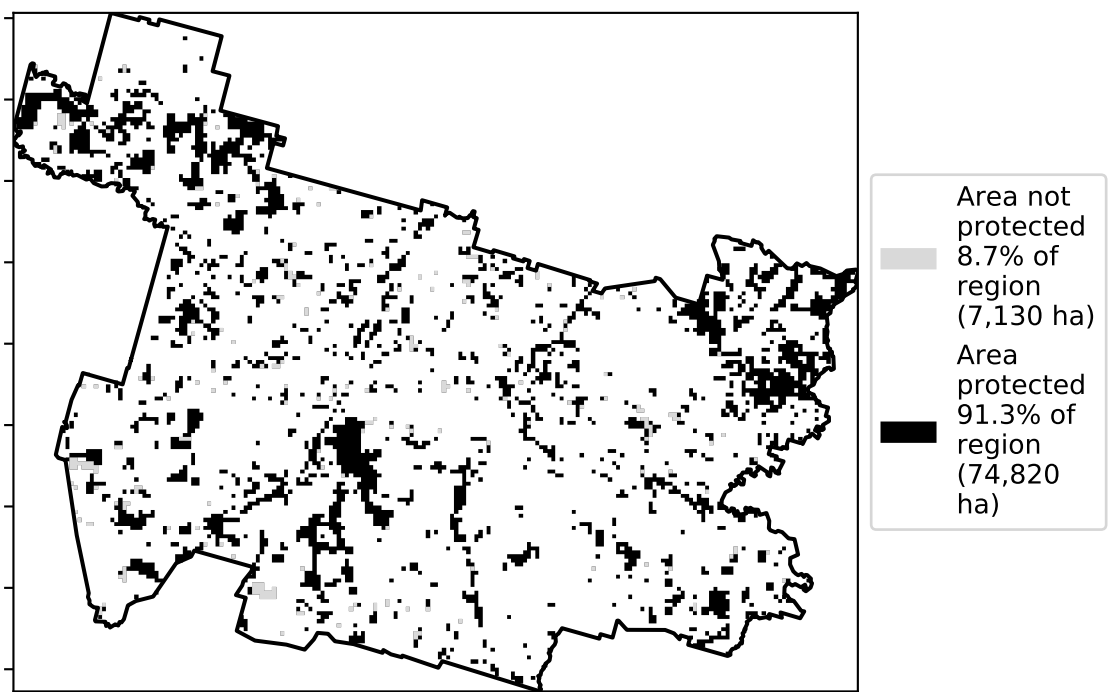 Area not
protected
8.7% of
region
(7,130 ha)
Area
protected
91.3% of
region
(74,820
ha)